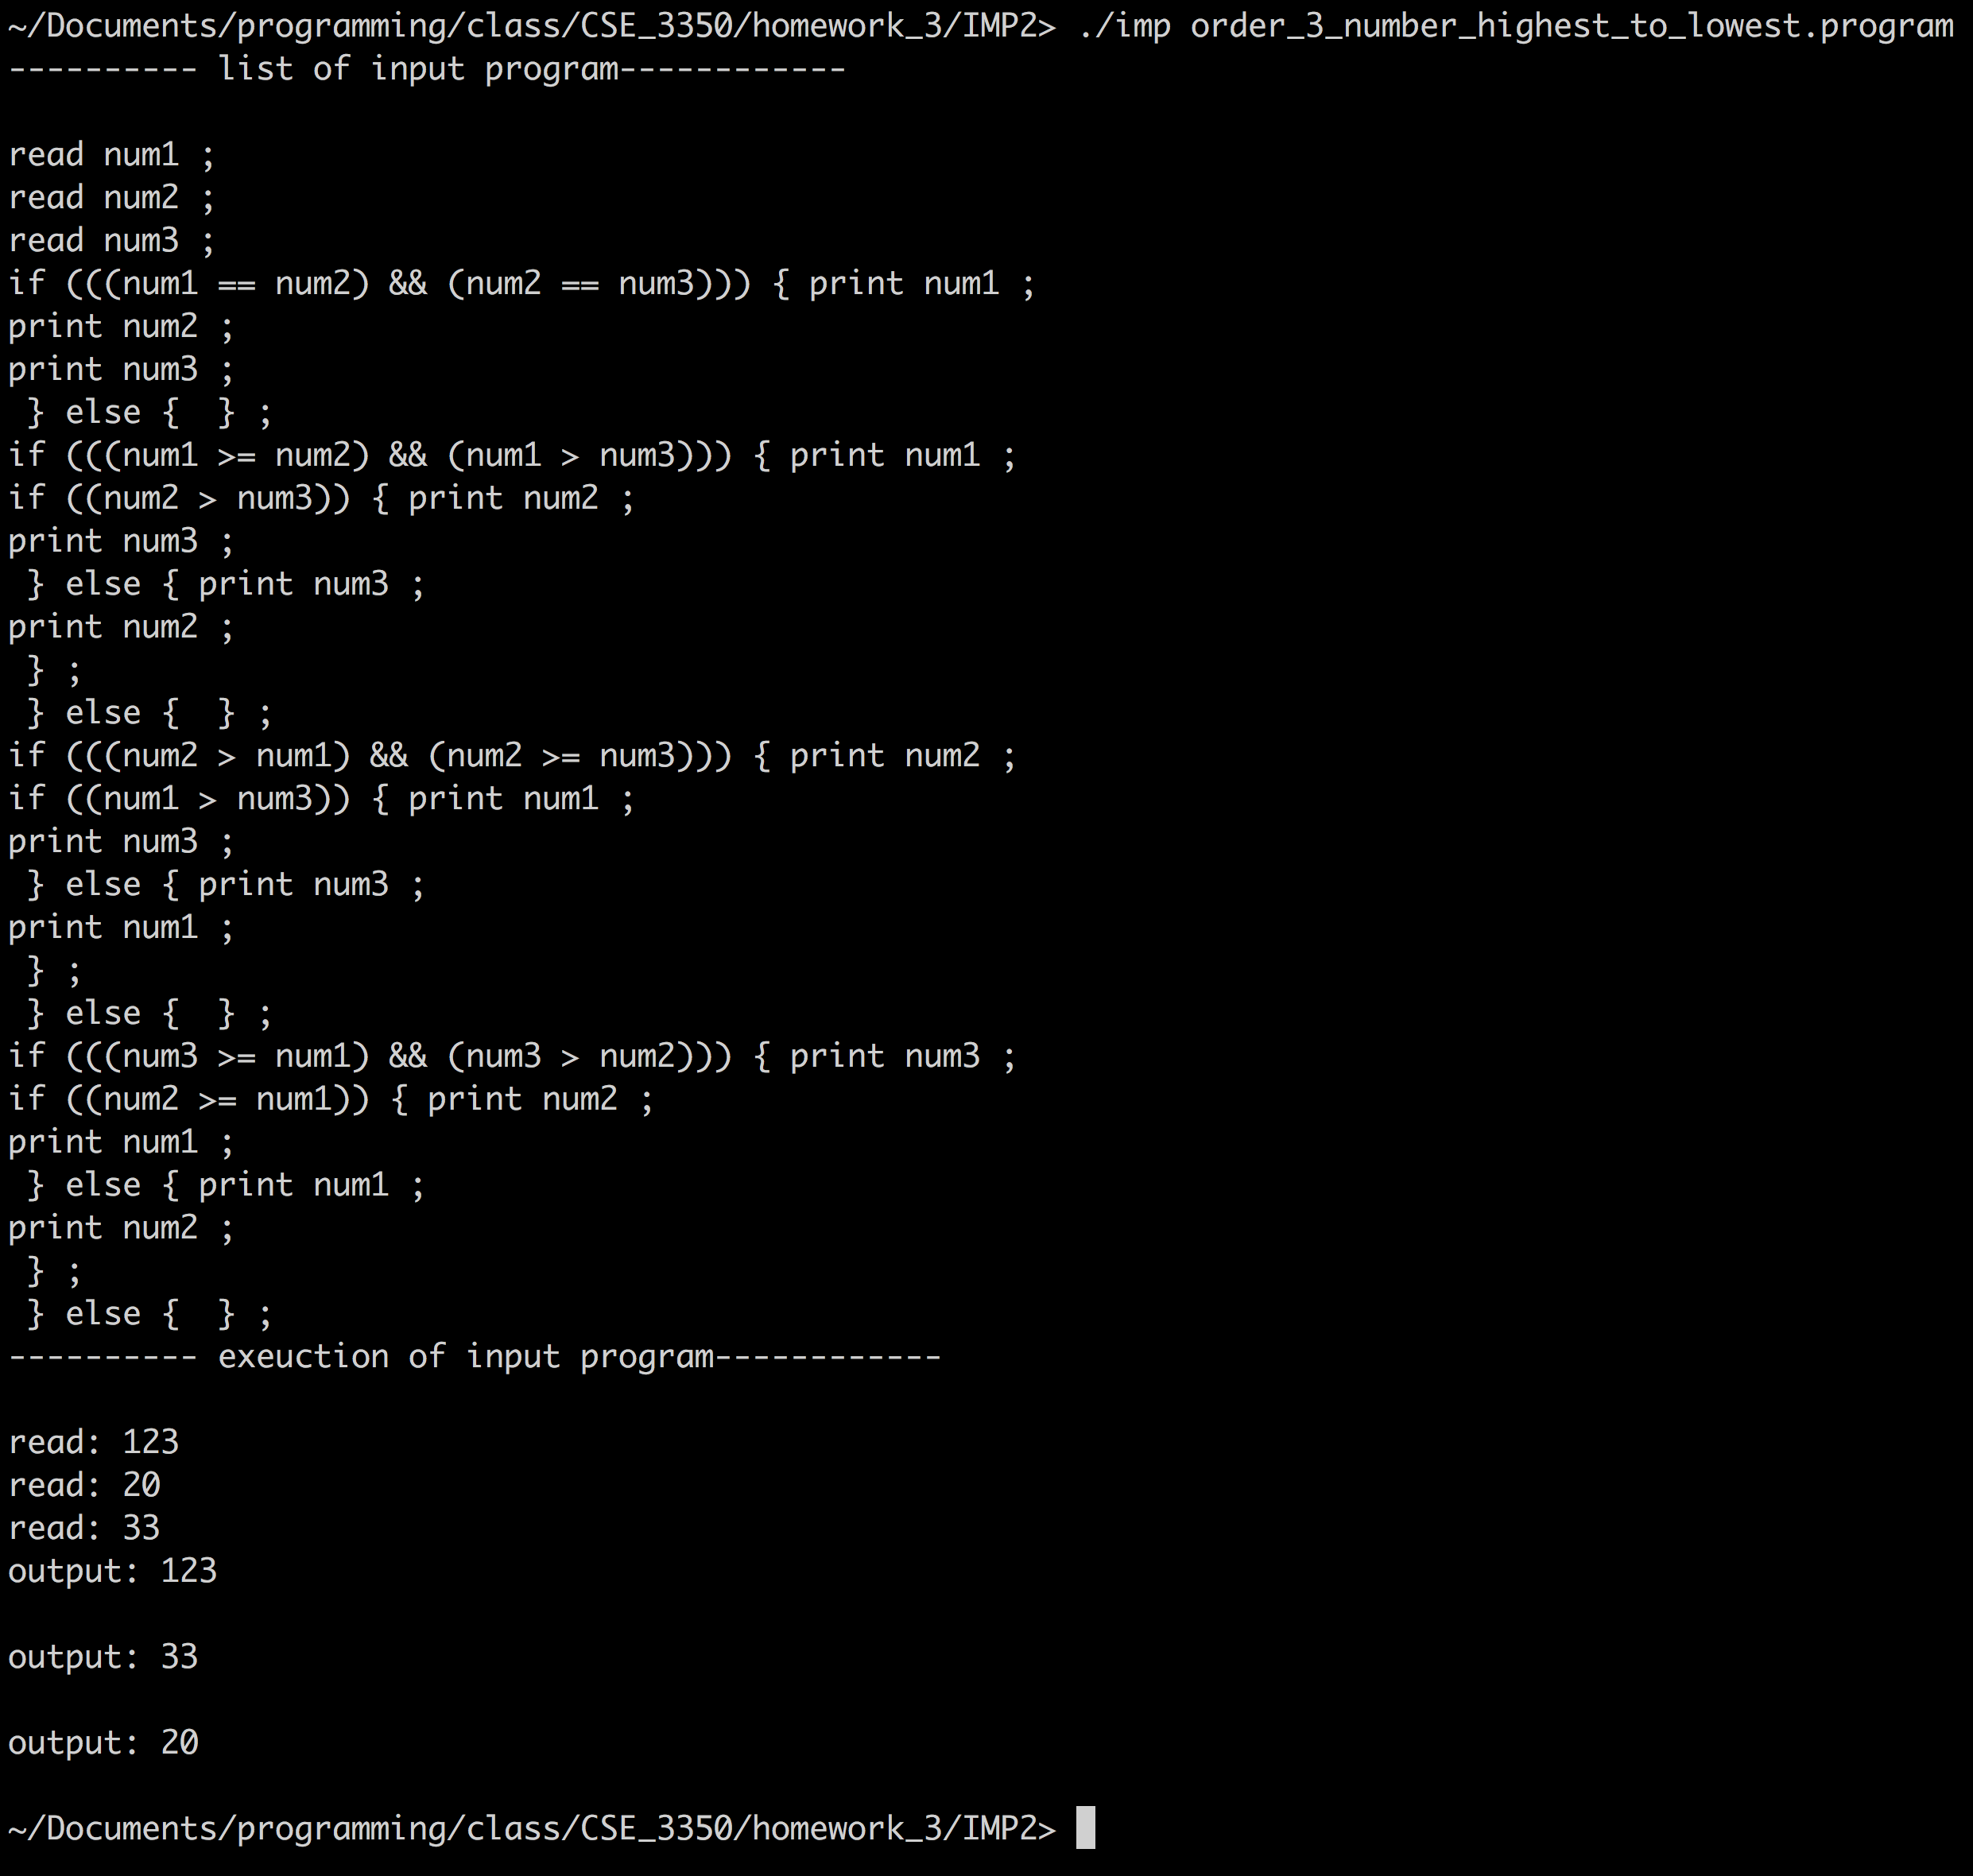 ~/Documents/programming/class/CSE_3350/homework_3/IMP2> ./imp order_3_number_highest_to_lowest.program
---------- list of input program------------
read num1 ;
read num2 ;
read num3 ;
if (((num1 == num2) && (num2 == num3))) { print num1 ;
print num2 ;
print num3 ;
 } else {  } ;
if (((num1 >= num2) && (num1 > num3))) { print num1 ;
if ((num2 > num3)) { print num2 ;
print num3 ;
 } else { print num3 ;
print num2 ;
 } ;
 } else {  } ;
if (((num2 > num1) && (num2 >= num3))) { print num2 ;
if ((num1 > num3)) { print num1 ;
print num3 ;
 } else { print num3 ;
print num1 ;
 } ;
 } else {  } ;
if (((num3 >= num1) && (num3 > num2))) { print num3 ;
if ((num2 >= num1)) { print num2 ;
print num1 ;
 } else { print num1 ;
print num2 ;
 } ;
 } else {  } ;
---------- exeuction of input program------------
read: 123
read: 20
read: 33
output: 123
output: 33
output: 20
~/Documents/programming/class/CSE_3350/homework_3/IMP2>